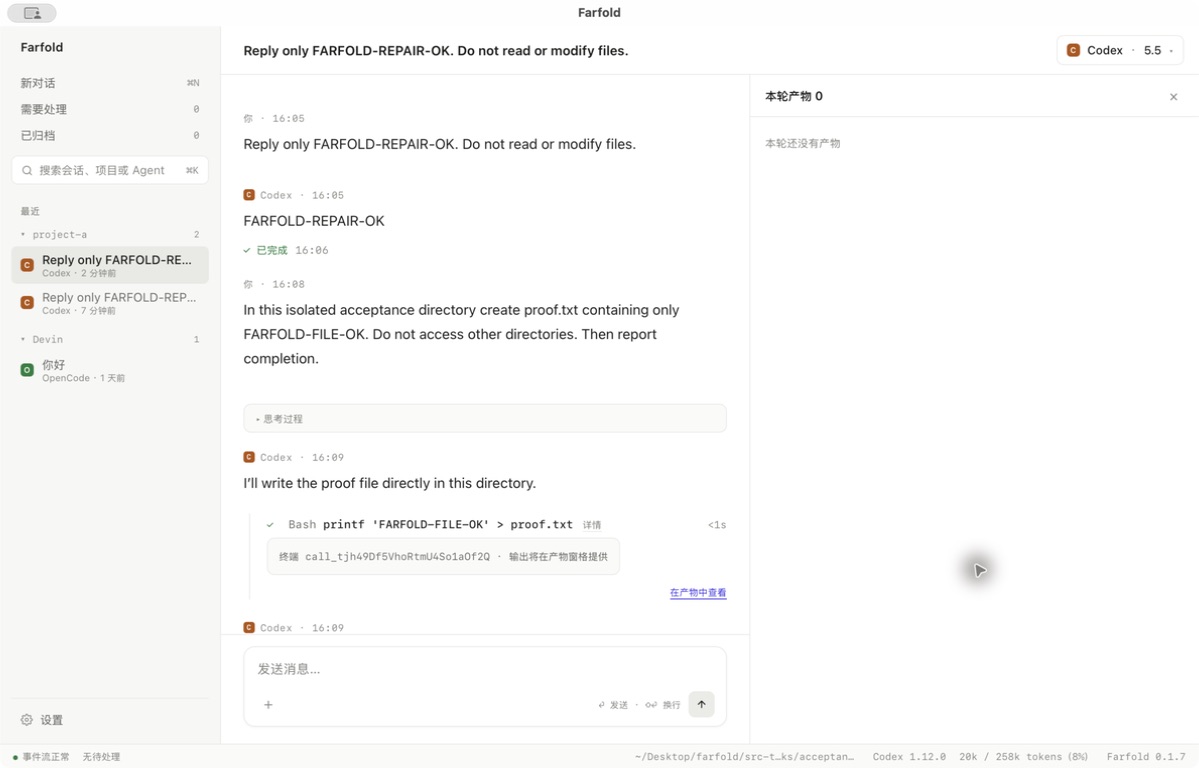 Farfold
Farfold
新对话 ⌘N
需要处理 0
已归档 0
搜索会话、项目或 Agent ⌘K
最近
project-a 2
C Reply only FARFOLD-RE...
Codex · 2 分钟前
C Reply only FARFOLD-REP...
Codex · 7 分钟前
Devin 1
O 你好
OpenCode · 1 天前
设置
Reply only FARFOLD-REPAIR-OK. Do not read or modify files.
C Codex · 5.5
你 · 16:05
Reply only FARFOLD-REPAIR-OK. Do not read or modify files.
C Codex · 16:05
FARFOLD-REPAIR-OK
✓ 已完成 16:06
你 · 16:08
In this isolated acceptance directory create proof.txt containing only
FARFOLD-FILE-OK. Do not access other directories. Then report
completion.
思考过程
C Codex · 16:09
I'll write the proof file directly in this directory.
✓ Bash printf 'FARFOLD-FILE-OK' > proof.txt 详情 <1s
终端 call_tjh49Df5VhoRtmU4So1aOf2Q · 输出将在产物窗格提供
在产物中查看
C Codex · 16:09
发送消息...
+ 发送 · 换行
本轮产物 0 ×
本轮还没有产物
事件流正常 无待处理
~/Desktop/farfold/src-t…ks/acceptan… Codex 1.12.0 20k / 258k tokens (8%) Farfold 0.1.7